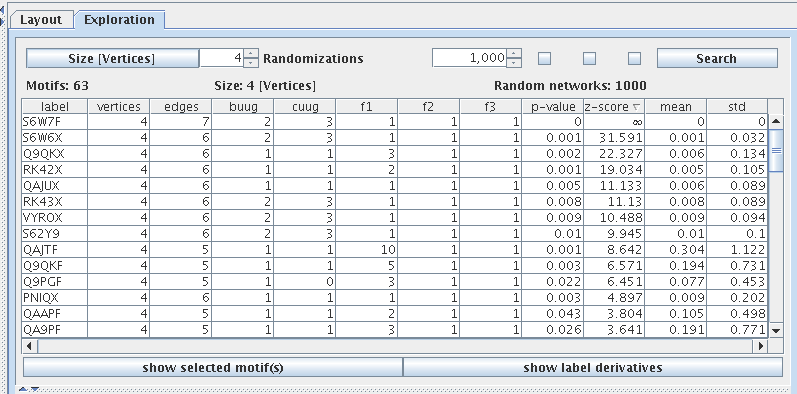 Layout Exploration
Size [Vertices] 4 Randomizations 1,000 Search
Motifs: 63 Size: 4 [Vertices] Random networks: 1000
label vertices edges buug cuug f1 f2 f3 p-value z-score mean std
S6W7F 4 7 2 3 1 1 1 0 ∞ 0 0
S6W6X 4 6 2 3 1 1 1 0.001 31.591 0.001 0.032
Q9QKX 4 6 1 1 3 1 1 0.002 22.327 0.006 0.134
RK42X 4 6 1 1 2 1 1 0.001 19.034 0.005 0.105
QAJUX 4 6 1 1 1 1 1 0.005 11.133 0.006 0.089
RK43X 4 6 2 3 1 1 1 0.008 11.13 0.008 0.089
VYROX 4 6 2 3 1 1 1 0.009 10.488 0.009 0.094
S62Y9 4 6 2 3 1 1 1 0.01 9.945 0.01 0.1
QAJTF 4 5 1 1 10 1 1 0.001 8.642 0.304 1.122
Q9QKF 4 5 1 1 5 1 1 0.003 6.571 0.194 0.731
Q9PGF 4 5 1 0 3 1 1 0.022 6.451 0.077 0.453
PNIQX 4 6 1 1 1 1 1 0.003 4.897 0.009 0.202
QAAPF 4 5 1 1 2 1 1 0.043 3.804 0.105 0.498
QA9PF 4 5 1 1 3 1 1 0.026 3.641 0.191 0.771
show selected motif(s) show label derivatives